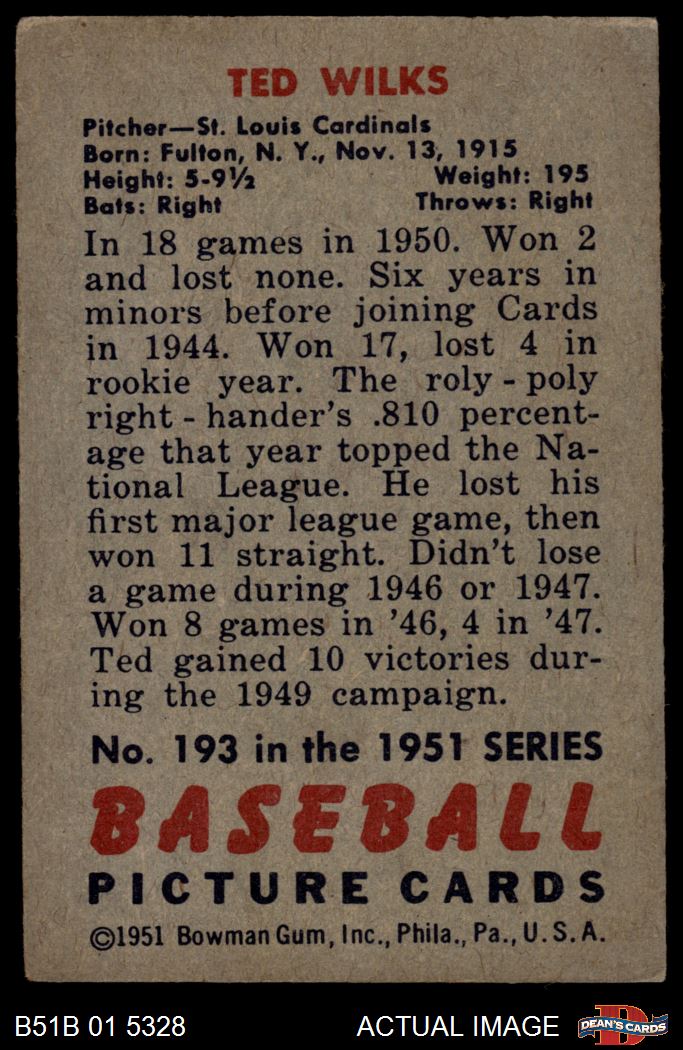 TED WILKS
Pitcher—St. Louis Cardinals
Born: Fulton, N. Y., Nov. 13, 1915
Height: 5-9½ Weight: 195
Bats: Right Throws: Right
In 18 games in 1950. Won 2
and lost none. Six years in
minors before joining Cards
in 1944. Won 17, lost 4 in
rookie year. The roly - poly
right - hander's .810 percent-
age that year topped the Na-
tional League. He lost his
first major league game, then
won 11 straight. Didn't lose
a game during 1946 or 1947.
Won 8 games in '46, 4 in '47.
Ted gained 10 victories dur-
ing the 1949 campaign.
No. 193 in the 1951 SERIES
BASEBALL
PICTURE CARDS
©1951 Bowman Gum, Inc., Phila., Pa., U. S. A.
B51B 01 5328 ACTUAL IMAGE D DEAN'S CARDS